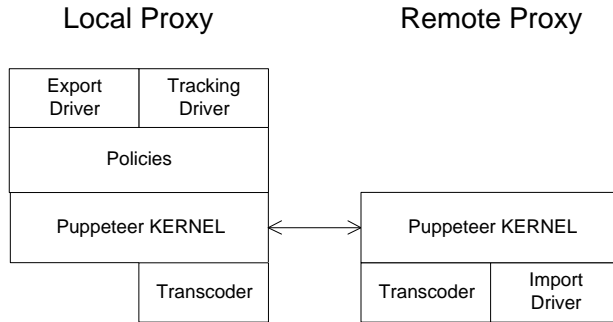 Local Proxy
Remote Proxy
Export
Driver
Tracking
Driver
Policies
Puppeteer KERNEL
Puppeteer KERNEL
Transcoder
Transcoder
Import
Driver